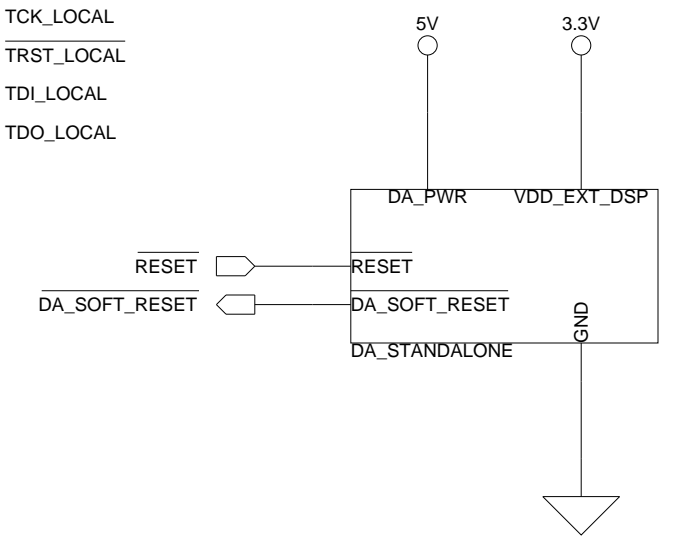 TCK_LOCAL
TRST_LOCAL
TDI_LOCAL
TDO_LOCAL
5V
3.3V
DA_PWR
VDD_EXT_DSP
RESET
RESET
DA_SOFT_RESET
DA_SOFT_RESET
GND
DA_STANDALONE